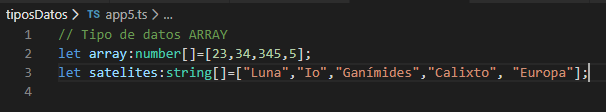 tiposDatos > TS app5.ts > ...
1 // Tipo de datos ARRAY
2 let array:number[]=[23,34,345,5];
3 let satelites:string[]=["Luna","Io","Ganímides","Calixto", "Europa"];
4